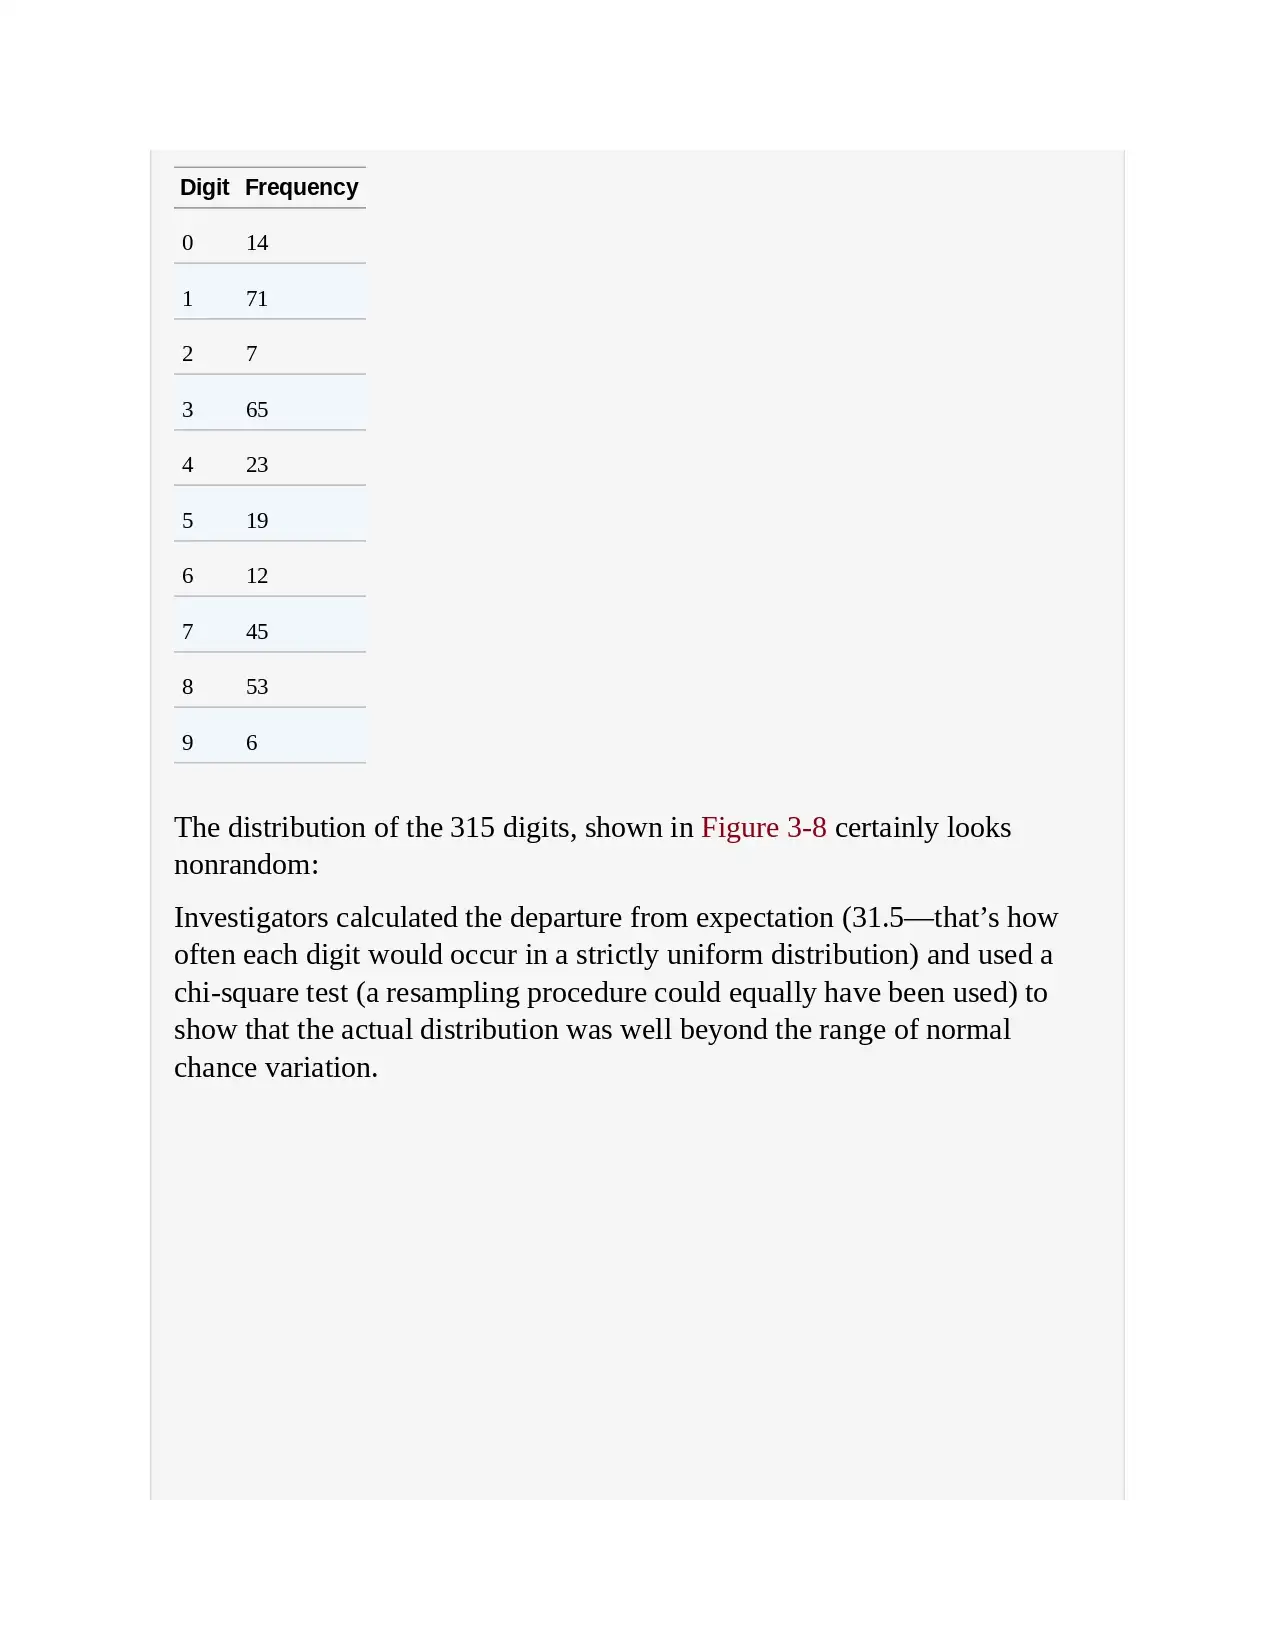 Digit Frequency
0 14
1 71
2 7
3 65
4 23
5 19
6 12
7 45
8 53
9 6
The distribution of the 315 digits, shown in Figure 3-8 certainly looks
nonrandom:
Investigators calculated the departure from expectation (31.5—that’s how
often each digit would occur in a strictly uniform distribution) and used a
chi-square test (a resampling procedure could equally have been used) to
show that the actual distribution was well beyond the range of normal
chance variation.